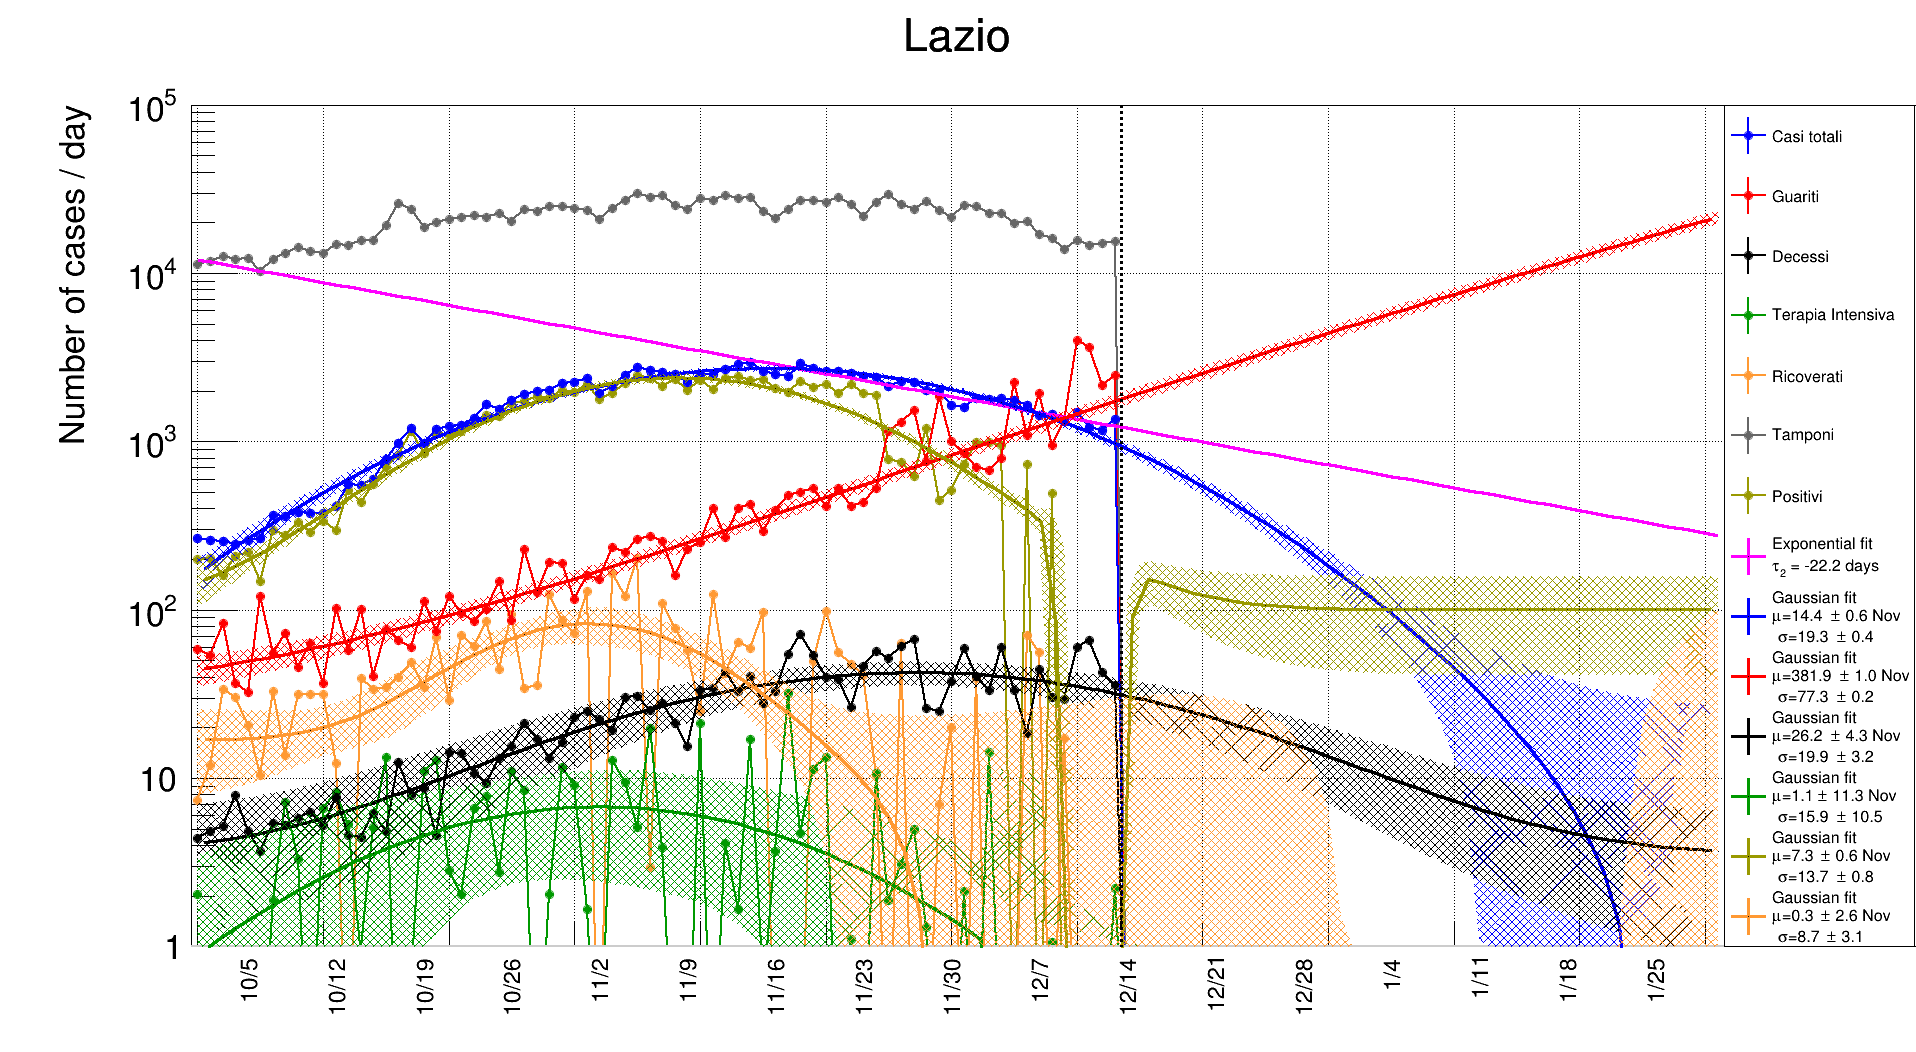 Lazio
Number of cases / day
10^5
10^4
10^3
10^2
10
1
10/5
10/12
10/19
10/26
11/2
11/9
11/16
11/23
11/30
12/7
12/14
12/21
12/28
1/4
1/11
1/18
1/25
Casi totali
Guariti
Decessi
Terapia Intensiva
Ricoverati
Tamponi
Positivi
Exponential fit
τ₂ = -22.2 days
Gaussian fit
μ=14.4 ± 0.6 Nov
σ=19.3 ± 0.4
Gaussian fit
μ=381.9 ± 1.0 Nov
σ=77.3 ± 0.2
Gaussian fit
μ=26.2 ± 4.3 Nov
σ=19.9 ± 3.2
Gaussian fit
μ=1.1 ± 11.3 Nov
σ=15.9 ± 10.5
Gaussian fit
μ=7.3 ± 0.6 Nov
σ=13.7 ± 0.8
Gaussian fit
μ=0.3 ± 2.6 Nov
σ=8.7 ± 3.1